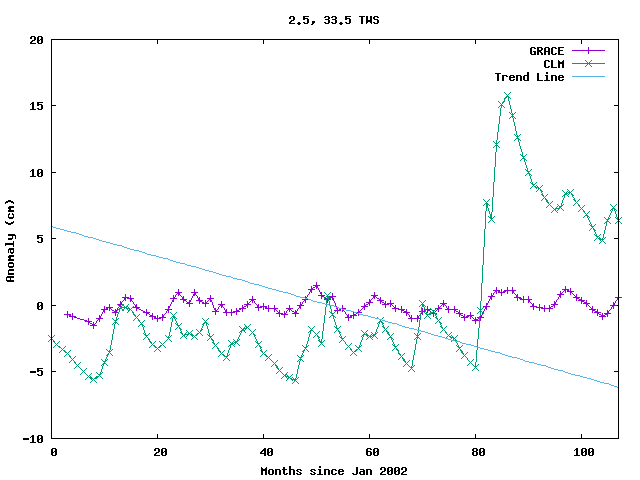 2.5, 33.5 TWS
GRACE
CLM
Trend Line
20
15
10
5
0
-5
-10
Anomaly (cm)
0 20 40 60 80 100
Months since Jan 2002